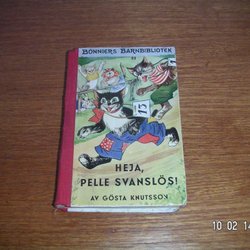 BONNIERS BARNBIBLIOTEK
13
HEJA,
PELLE SVANSLÖS!
AV GÖSTA KNUTSSON
10 02 14